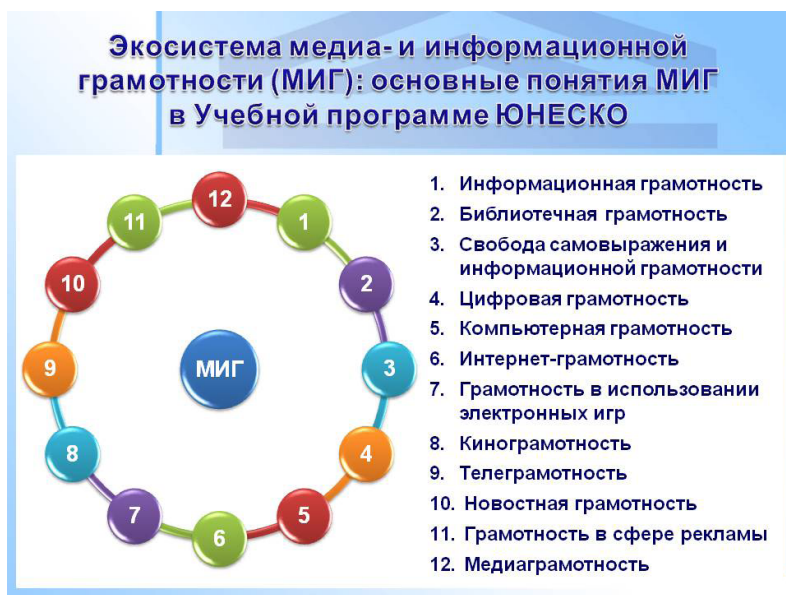 Экосистема медиа- и информационной
грамотности (МИГ): основные понятия МИГ
в Учебной программе ЮНЕСКО
12
11
1
10
2
9
МИГ
3
8
4
7
5
6
1. Информационная грамотность
2. Библиотечная грамотность
3. Свобода самовыражения и
информационной грамотности
4. Цифровая грамотность
5. Компьютерная грамотность
6. Интернет-грамотность
7. Грамотность в использовании
электронных игр
8. Кинограмотность
9. Телеграмотность
10. Новостная грамотность
11. Грамотность в сфере рекламы
12. Медиаграмотность